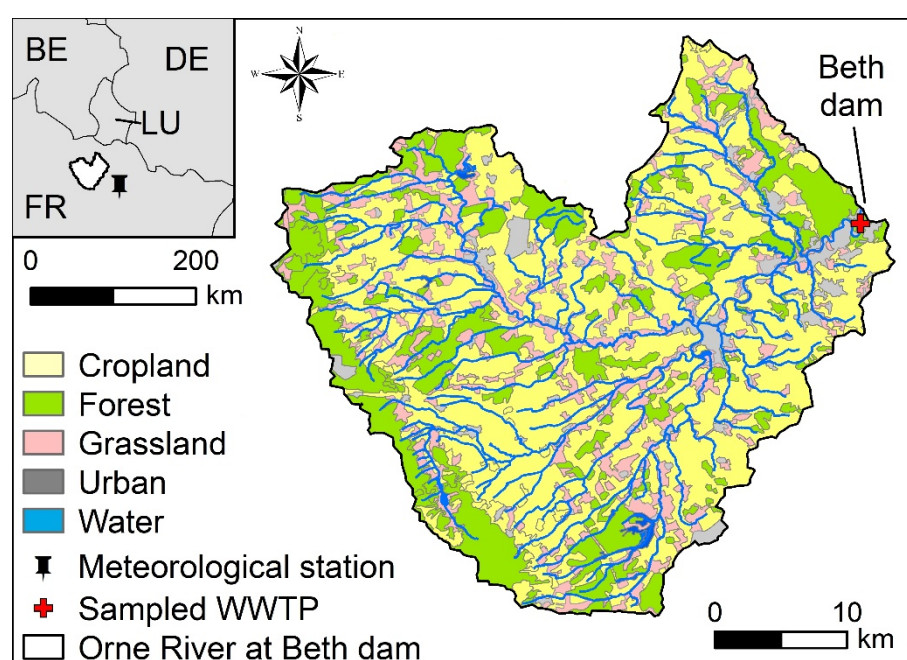 BE
DE
LU
FR
0 200
km
N
W E
S
Beth
dam
Cropland
Forest
Grassland
Urban
Water
Meteorological station
Sampled WWTP
Orne River at Beth dam
0 10
km